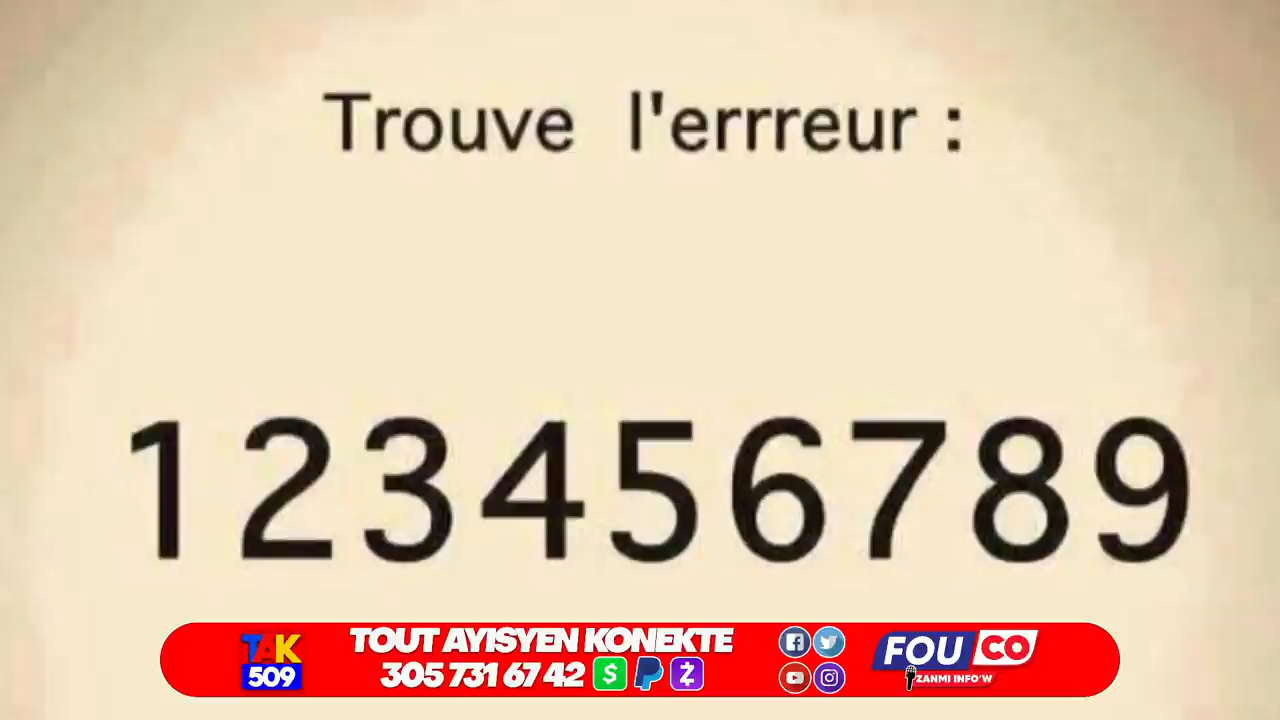 Trouve l'errreur :
123456789
TAK
509
TOUT AYISYEN KONEKTE
305 731 67 42
FOU CO
ZANMI INFO'W